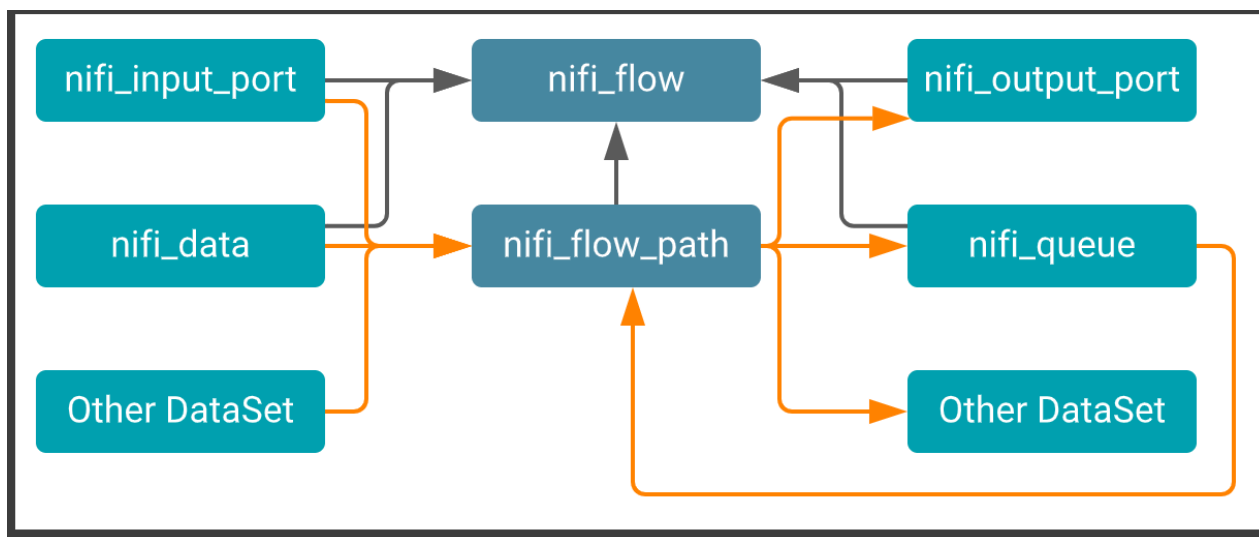 nifi_input_port
nifi_flow
nifi_output_port
nifi_data
nifi_flow_path
nifi_queue
Other DataSet
Other DataSet